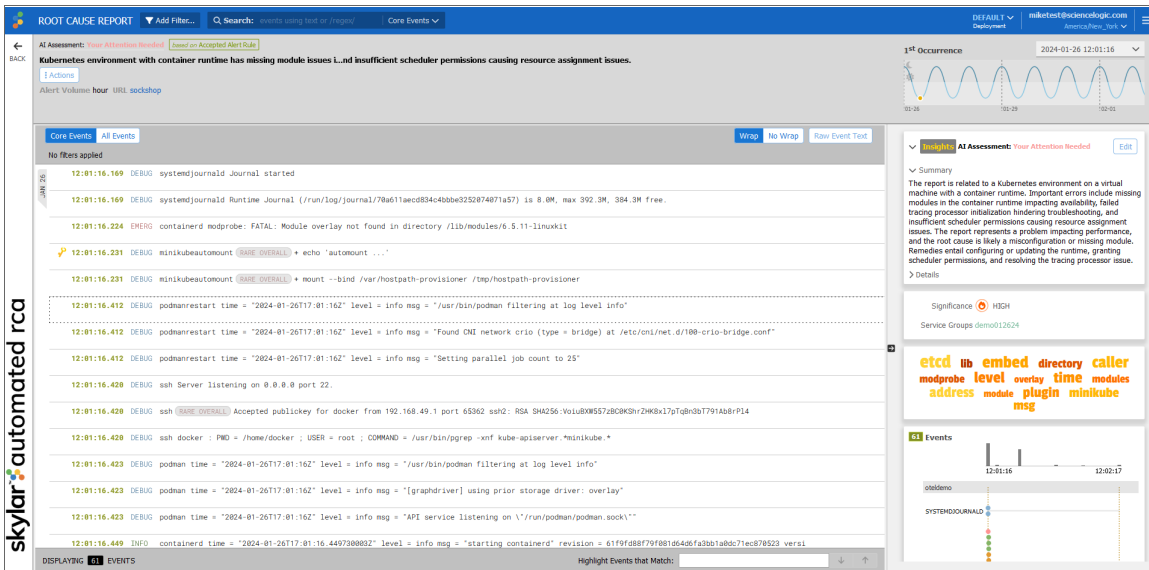 ROOT CAUSE REPORT
Add Filter...
Search: events using text or /regex/
Core Events
DEFAULT
Deployment
miketest@sciencelogic.com
America/New_York
BACK
AI Assessment: Your Attention Needed based on Accepted Alert Rule
Kubernetes environment with container runtime has missing module issues i...nd insufficient scheduler permissions causing resource assignment issues.
Actions
Alert Volume hour URL sockshop
1st Occurrence
2024-01-26 12:01:16
01-26 01-29 02-01
Core Events All Events
Wrap No Wrap Raw Event Text
No filters applied
JAN 26
12:01:16.169 DEBUG systemdjournald Journal started
12:01:16.169 DEBUG systemdjournald Runtime Journal (/run/log/journal/70a611aecd834c4bbbe3252074071a57) is 8.0M, max 392.3M, 384.3M free.
12:01:16.224 EMERG containerd modprobe: FATAL: Module overlay not found in directory /lib/modules/6.5.11-linuxkit
12:01:16.231 DEBUG minikubeautomount RARE OVERALL + echo 'automount ...'
12:01:16.231 DEBUG minikubeautomount RARE OVERALL + mount --bind /var/hostpath-provisioner /tmp/hostpath-provisioner
12:01:16.412 DEBUG podmanrestart time = "2024-01-26T17:01:16Z" level = info msg = "/usr/bin/podman filtering at log level info"
12:01:16.412 DEBUG podmanrestart time = "2024-01-26T17:01:16Z" level = info msg = "Found CNI network crio (type = bridge) at /etc/cni/net.d/100-crio-bridge.conf"
12:01:16.412 DEBUG podmanrestart time = "2024-01-26T17:01:16Z" level = info msg = "Setting parallel job count to 25"
12:01:16.420 DEBUG ssh Server listening on 0.0.0.0 port 22.
12:01:16.420 DEBUG ssh RARE OVERALL Accepted publickey for docker from 192.168.49.1 port 65362 ssh2: RSA SHA256:VoiuBXW557zBC0KShrZHK8xl7pTqBn3bT791Ab8rPl4
12:01:16.420 DEBUG ssh docker : PWD = /home/docker ; USER = root ; COMMAND = /usr/bin/pgrep -xnf kube-apiserver.*minikube.*
12:01:16.423 DEBUG podman time = "2024-01-26T17:01:16Z" level = info msg = "/usr/bin/podman filtering at log level info"
12:01:16.423 DEBUG podman time = "2024-01-26T17:01:16Z" level = info msg = "[graphdriver] using prior storage driver: overlay"
12:01:16.423 DEBUG podman time = "2024-01-26T17:01:16Z" level = info msg = "API service listening on \"/run/podman/podman.sock\""
12:01:16.449 INFO containerd time = "2024-01-26T17:01:16.449730003Z" level = info msg = "starting containerd" revision = 61f9fd88f79f081d64d6fa3bb1a0dc71ec870523 versi
DISPLAYING 61 EVENTS
Highlight Events that Match:
skylar automated rca
Insights AI Assessment: Your Attention Needed
Edit
Summary
The report is related to a Kubernetes environment on a virtual
machine with a container runtime. Important errors include missing
modules in the container runtime impacting availability, failed
tracing processor initialization hindering troubleshooting, and
insufficient scheduler permissions causing resource assignment
issues. The report represents a problem impacting performance,
and the root cause is likely a misconfiguration or missing module.
Remedies entail configuring or updating the runtime, granting
scheduler permissions, and resolving the tracing processor issue.
Details
Significance HIGH
Service Groups demo012624
etcd lib embed directory caller
modprobe level overlay time modules
address module plugin minikube
msg
61 Events
12:01:16 12:02:17
oteldemo
SYSTEMDJOURNALD